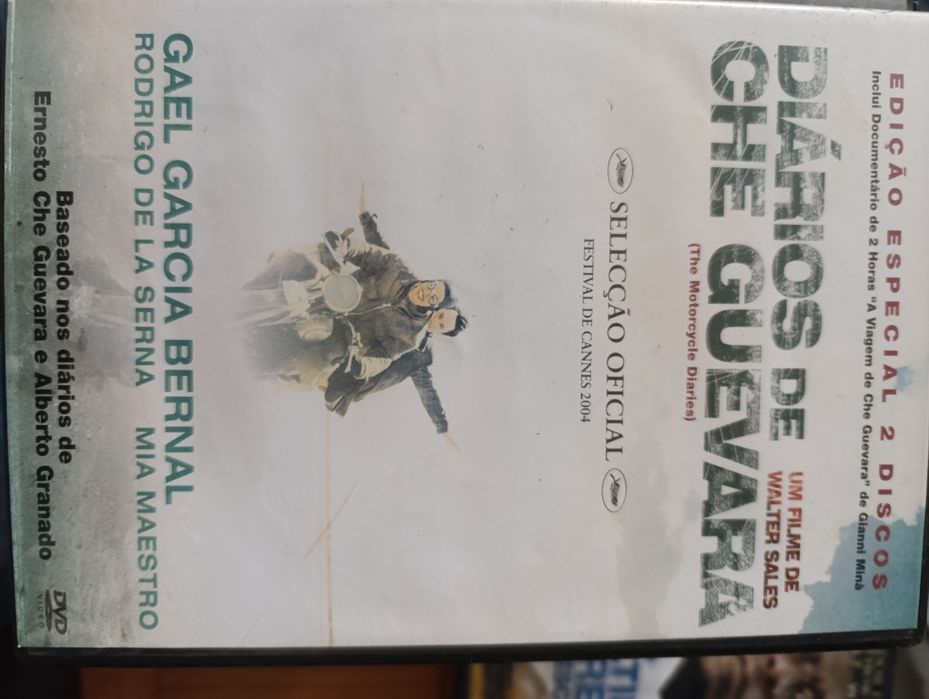 EDIÇÃO ESPECIAL 2 DISCOS
Inclui Documentário de 2 Horas "A Viagem de Che Guevara" de Gianni Minà
DIÁRIOS DE
CHE GUEVARA
UM FILME DE
WALTER SALES
(The Motorcycle Diaries)
SELECÇÃO OFICIAL
FESTIVAL DE CANNES 2004
GAEL GARCIA BERNAL
RODRIGO DE LA SERNA MIA MAESTRO
Baseado nos diários de
Ernesto Che Guevara e Alberto Granado
DVD
VIDEO